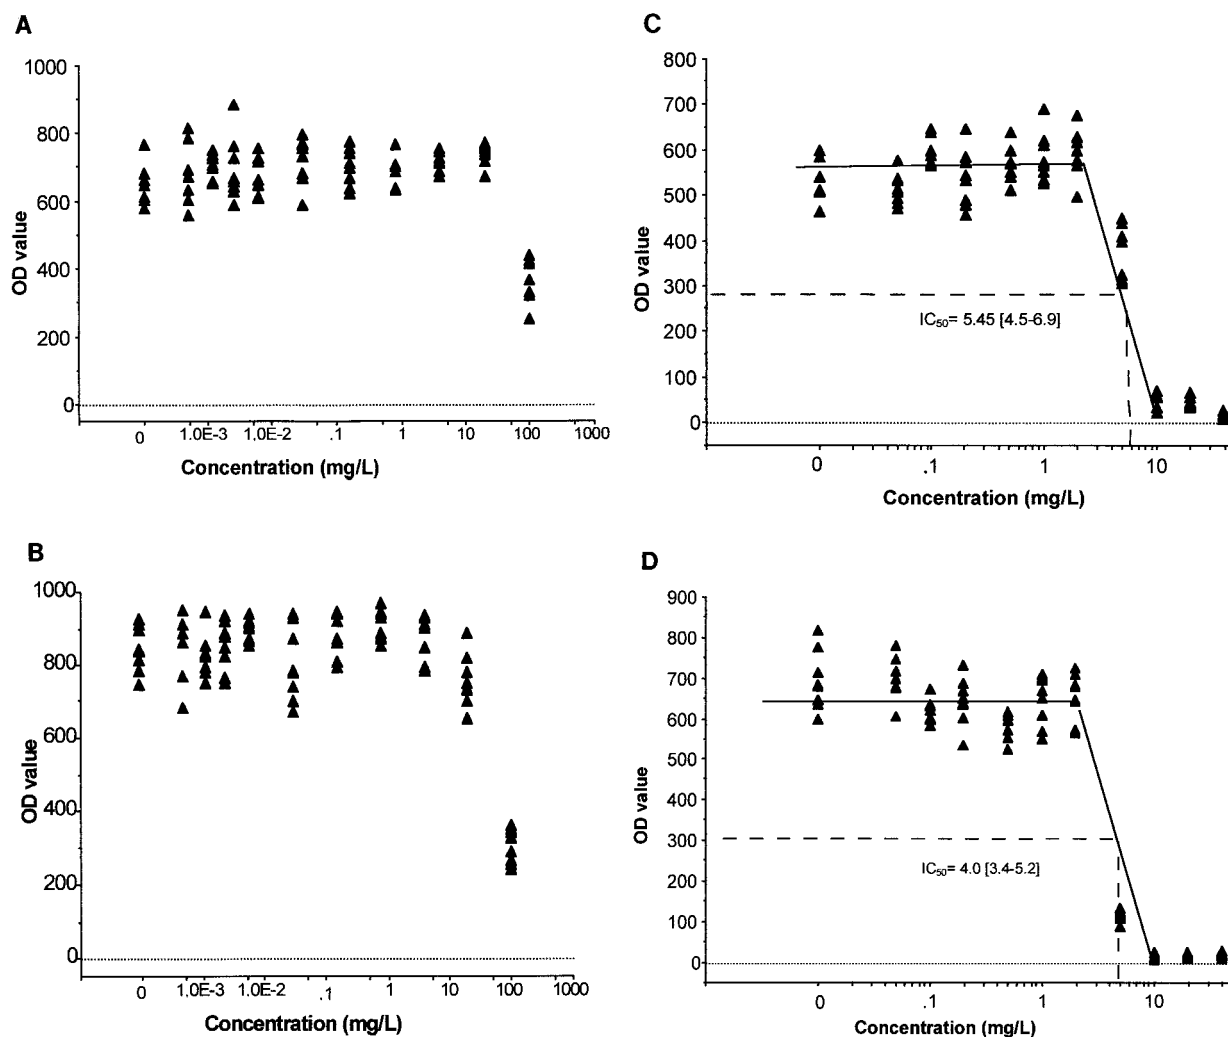 A
1000
800
600
400
200
0
OD value
0 1.0E-3 1.0E-2 .1 1 10 100 1000
Concentration (mg/L)
C
800
700
600
500
400
300
200
100
0
OD value
IC50= 5.45 [4.5-6.9]
0 .1 1 10
Concentration (mg/L)
B
1000
800
600
400
200
0
OD value
0 1.0E-3 1.0E-2 .1 1 10 100 1000
Concentration (mg/L)
D
900
800
700
600
500
400
300
200
100
0
OD value
IC50= 4.0 [3.4-5.2]
0 .1 1 10
Concentration (mg/L)